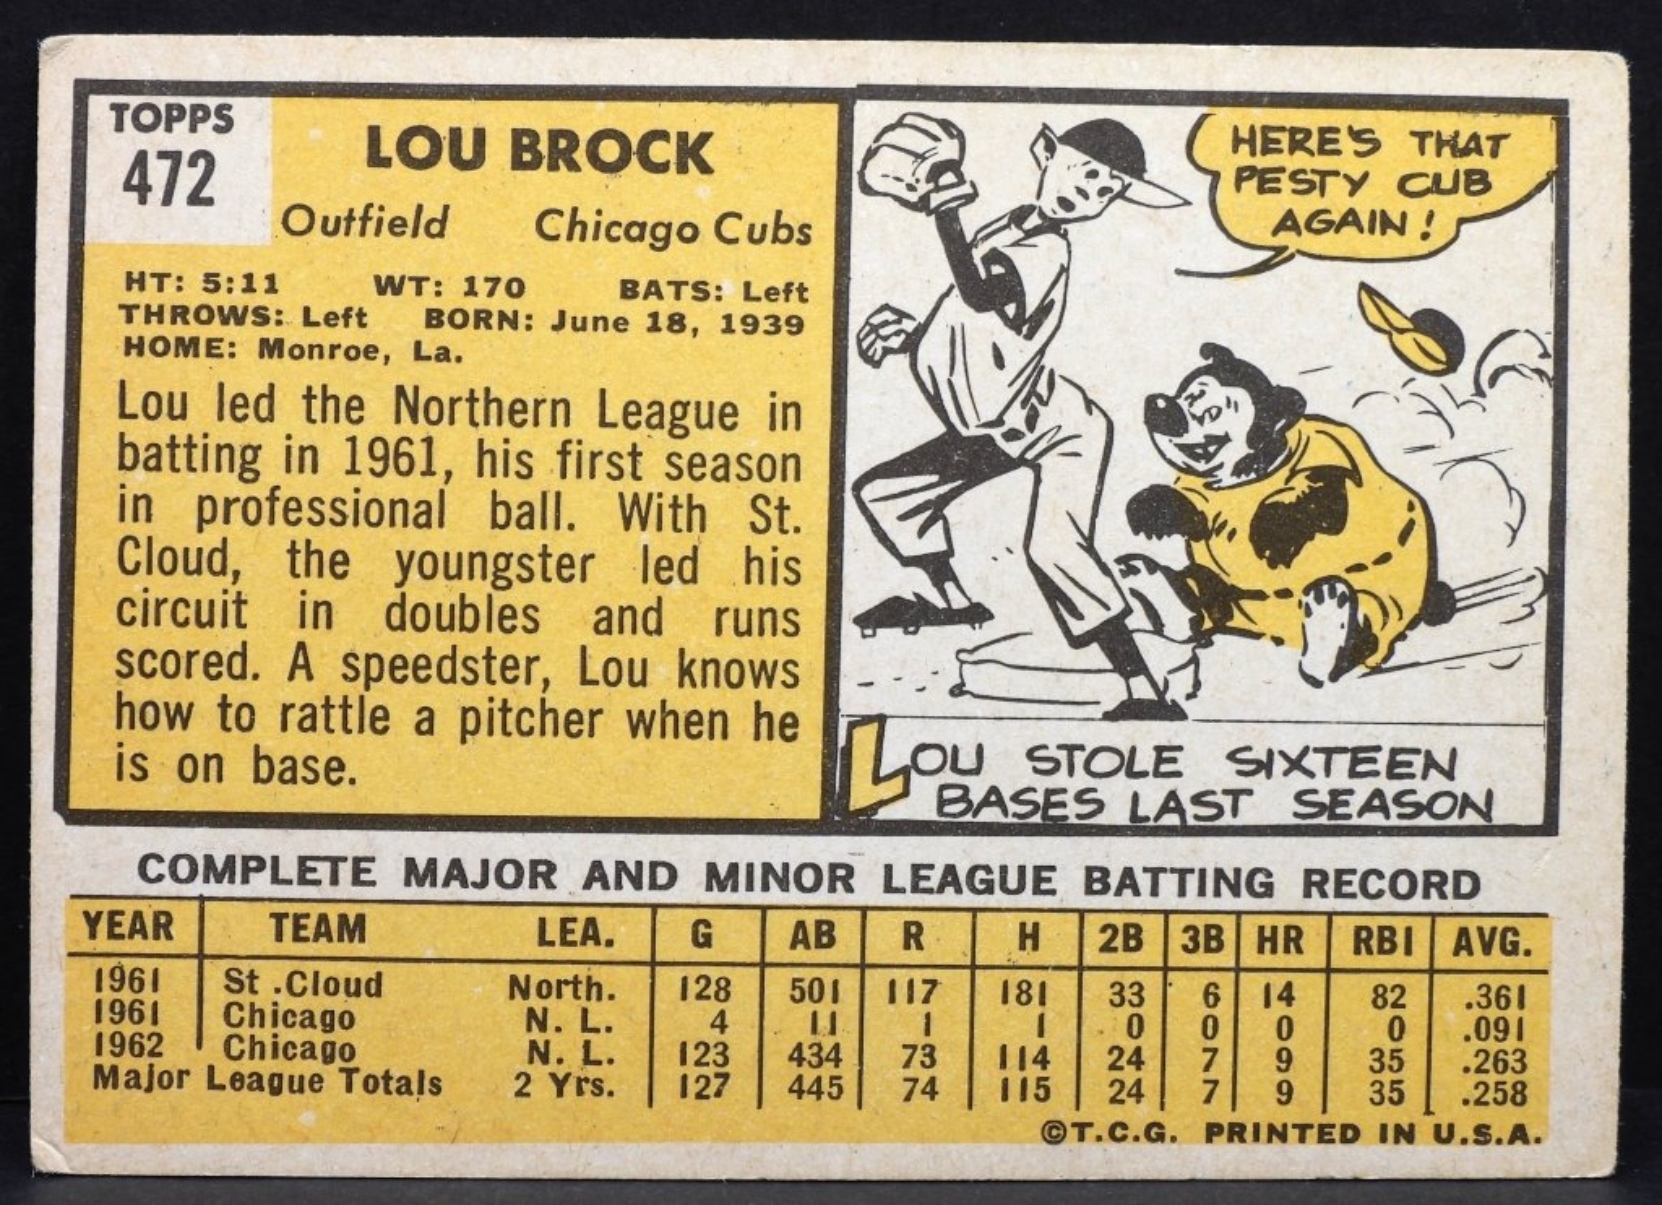 TOPPS
472
LOU BROCK
Outfield Chicago Cubs
HT: 5:11 WT: 170 BATS: Left
THROWS: Left BORN: June 18, 1939
HOME: Monroe, La.
Lou led the Northern League in
batting in 1961, his first season
in professional ball. With St.
Cloud, the youngster led his
circuit in doubles and runs
scored. A speedster, Lou knows
how to rattle a pitcher when he
is on base.
HERE'S THAT
PESTY CUB
AGAIN!
LOU STOLE SIXTEEN
BASES LAST SEASON
COMPLETE MAJOR AND MINOR LEAGUE BATTING RECORD
YEAR TEAM LEA. G AB R H 2B 3B HR RBI AVG.
1961 St .Cloud North. 128 501 117 181 33 6 14 82 .361
1961 Chicago N. L. 4 11 1 1 0 0 0 0 .091
1962 Chicago N. L. 123 434 73 114 24 7 9 35 .263
Major League Totals 2 Yrs. 127 445 74 115 24 7 9 35 .258
©T.C.G. PRINTED IN U.S.A.